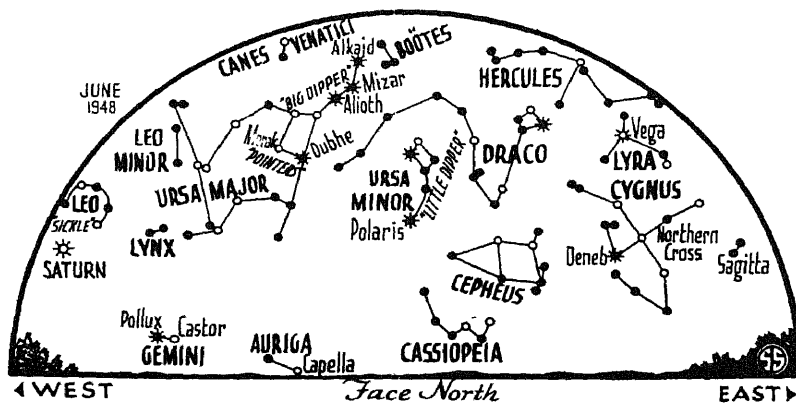 CANES VENATICI
Alkaid
BOÖTES
HERCULES
JUNE
1948
"BIG DIPPER"
Mizar
Alioth
LEO
MINOR
Merak
"POINTERS"
Dubhe
URSA MAJOR
URSA
MINOR
"LITTLE DIPPER"
Polaris
DRACO
Vega
LYRA
CYGNUS
LEO
"SICKLE"
SATURN
LYNX
CEPHEUS
Deneb
Northern
Cross
Sagitta
Pollux
Castor
GEMINI
AURIGA
Capella
CASSIOPEIA
SS
WEST
Face North
EAST